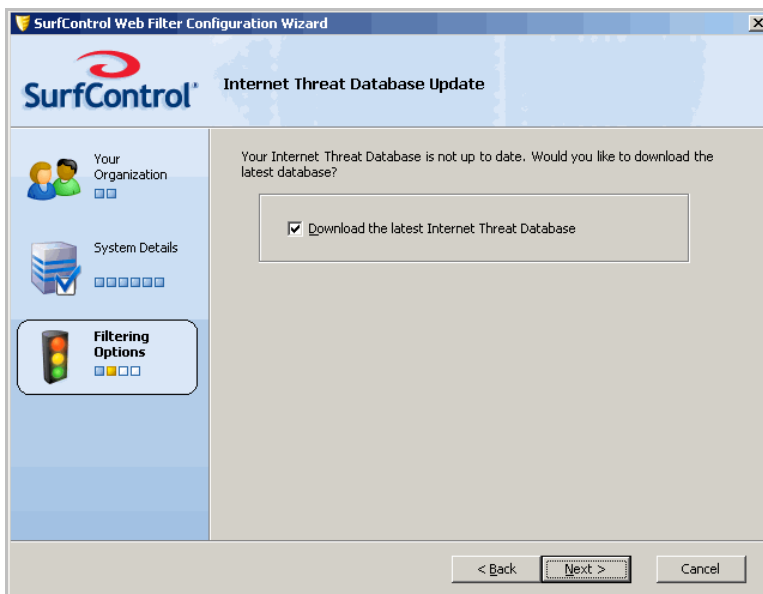 SurfControl Web Filter Configuration Wizard
SurfControl
Internet Threat Database Update
Your
Organization
System Details
Filtering
Options
Your Internet Threat Database is not up to date. Would you like to download the
latest database?
Download the latest Internet Threat Database
< Back
Next >
Cancel